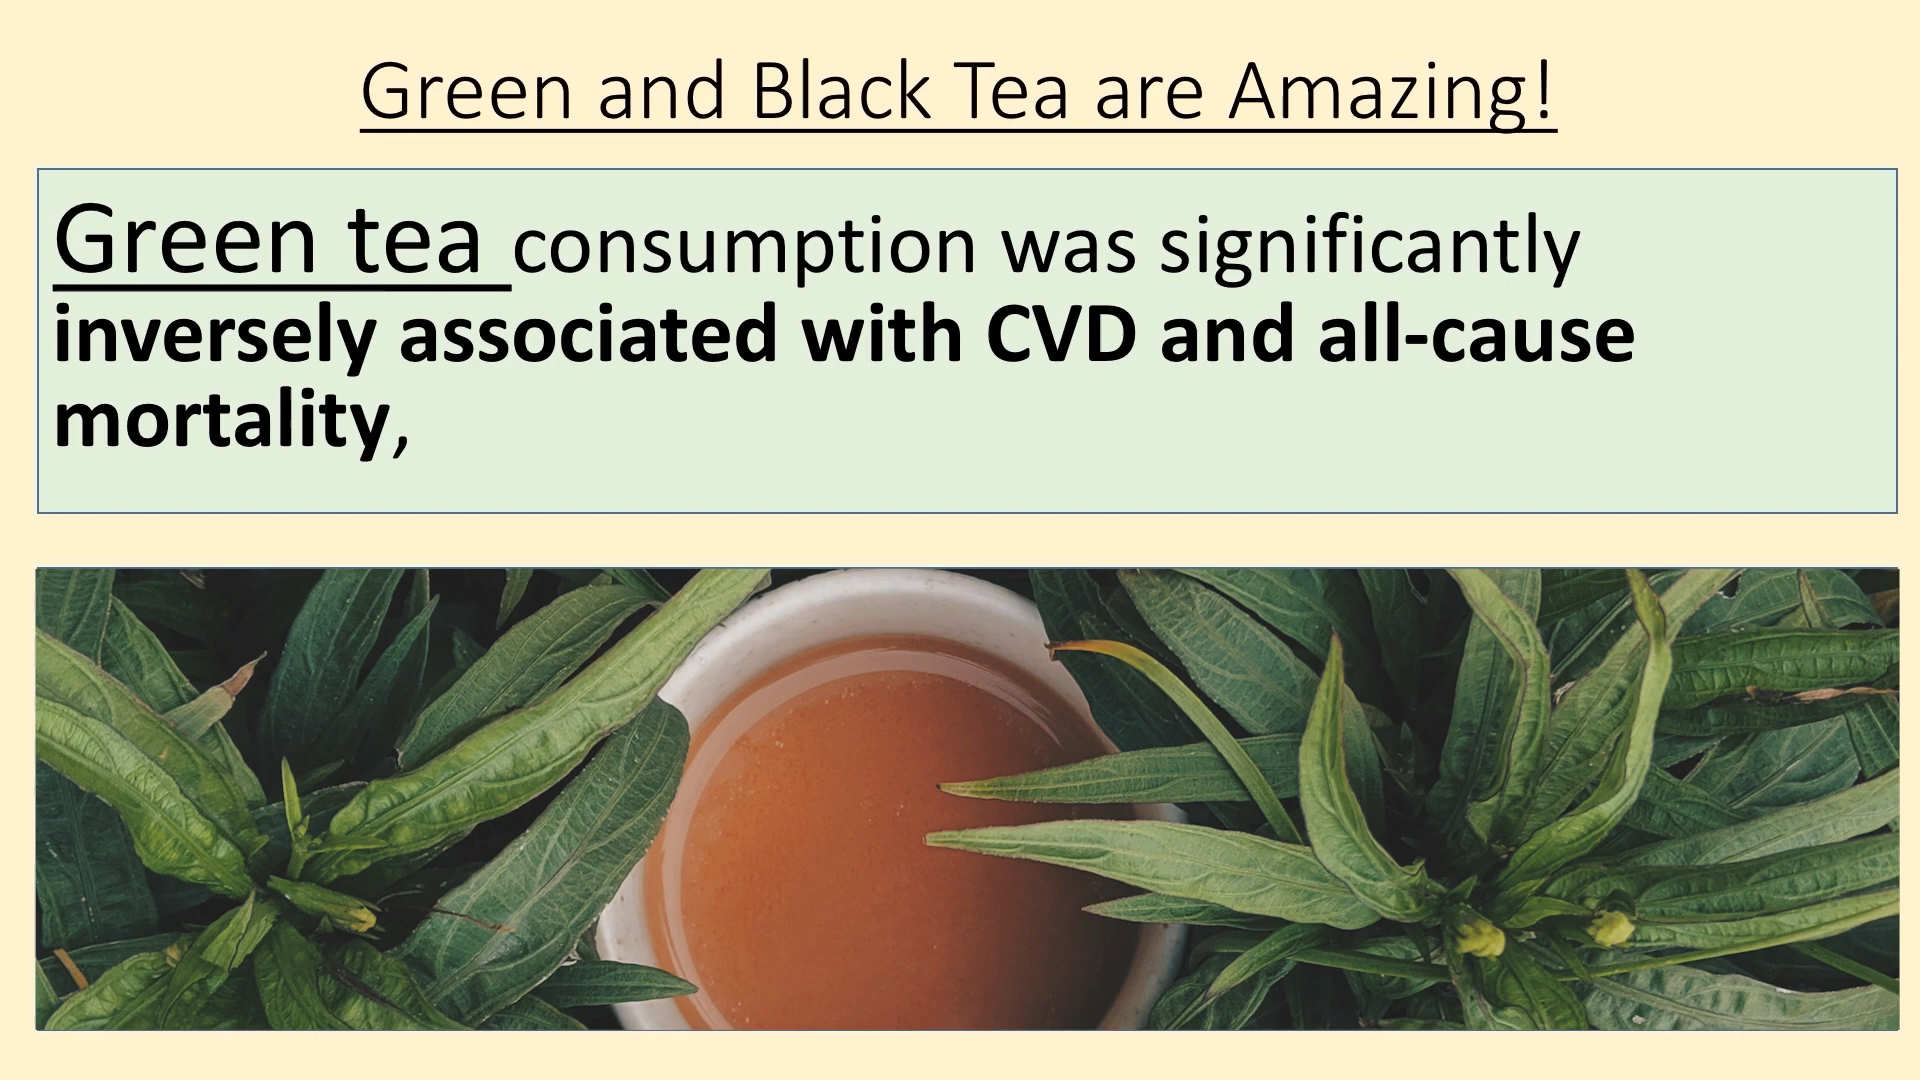 Green and Black Tea are Amazing!
Green tea consumption was significantly
inversely associated with CVD and all-cause
mortality,